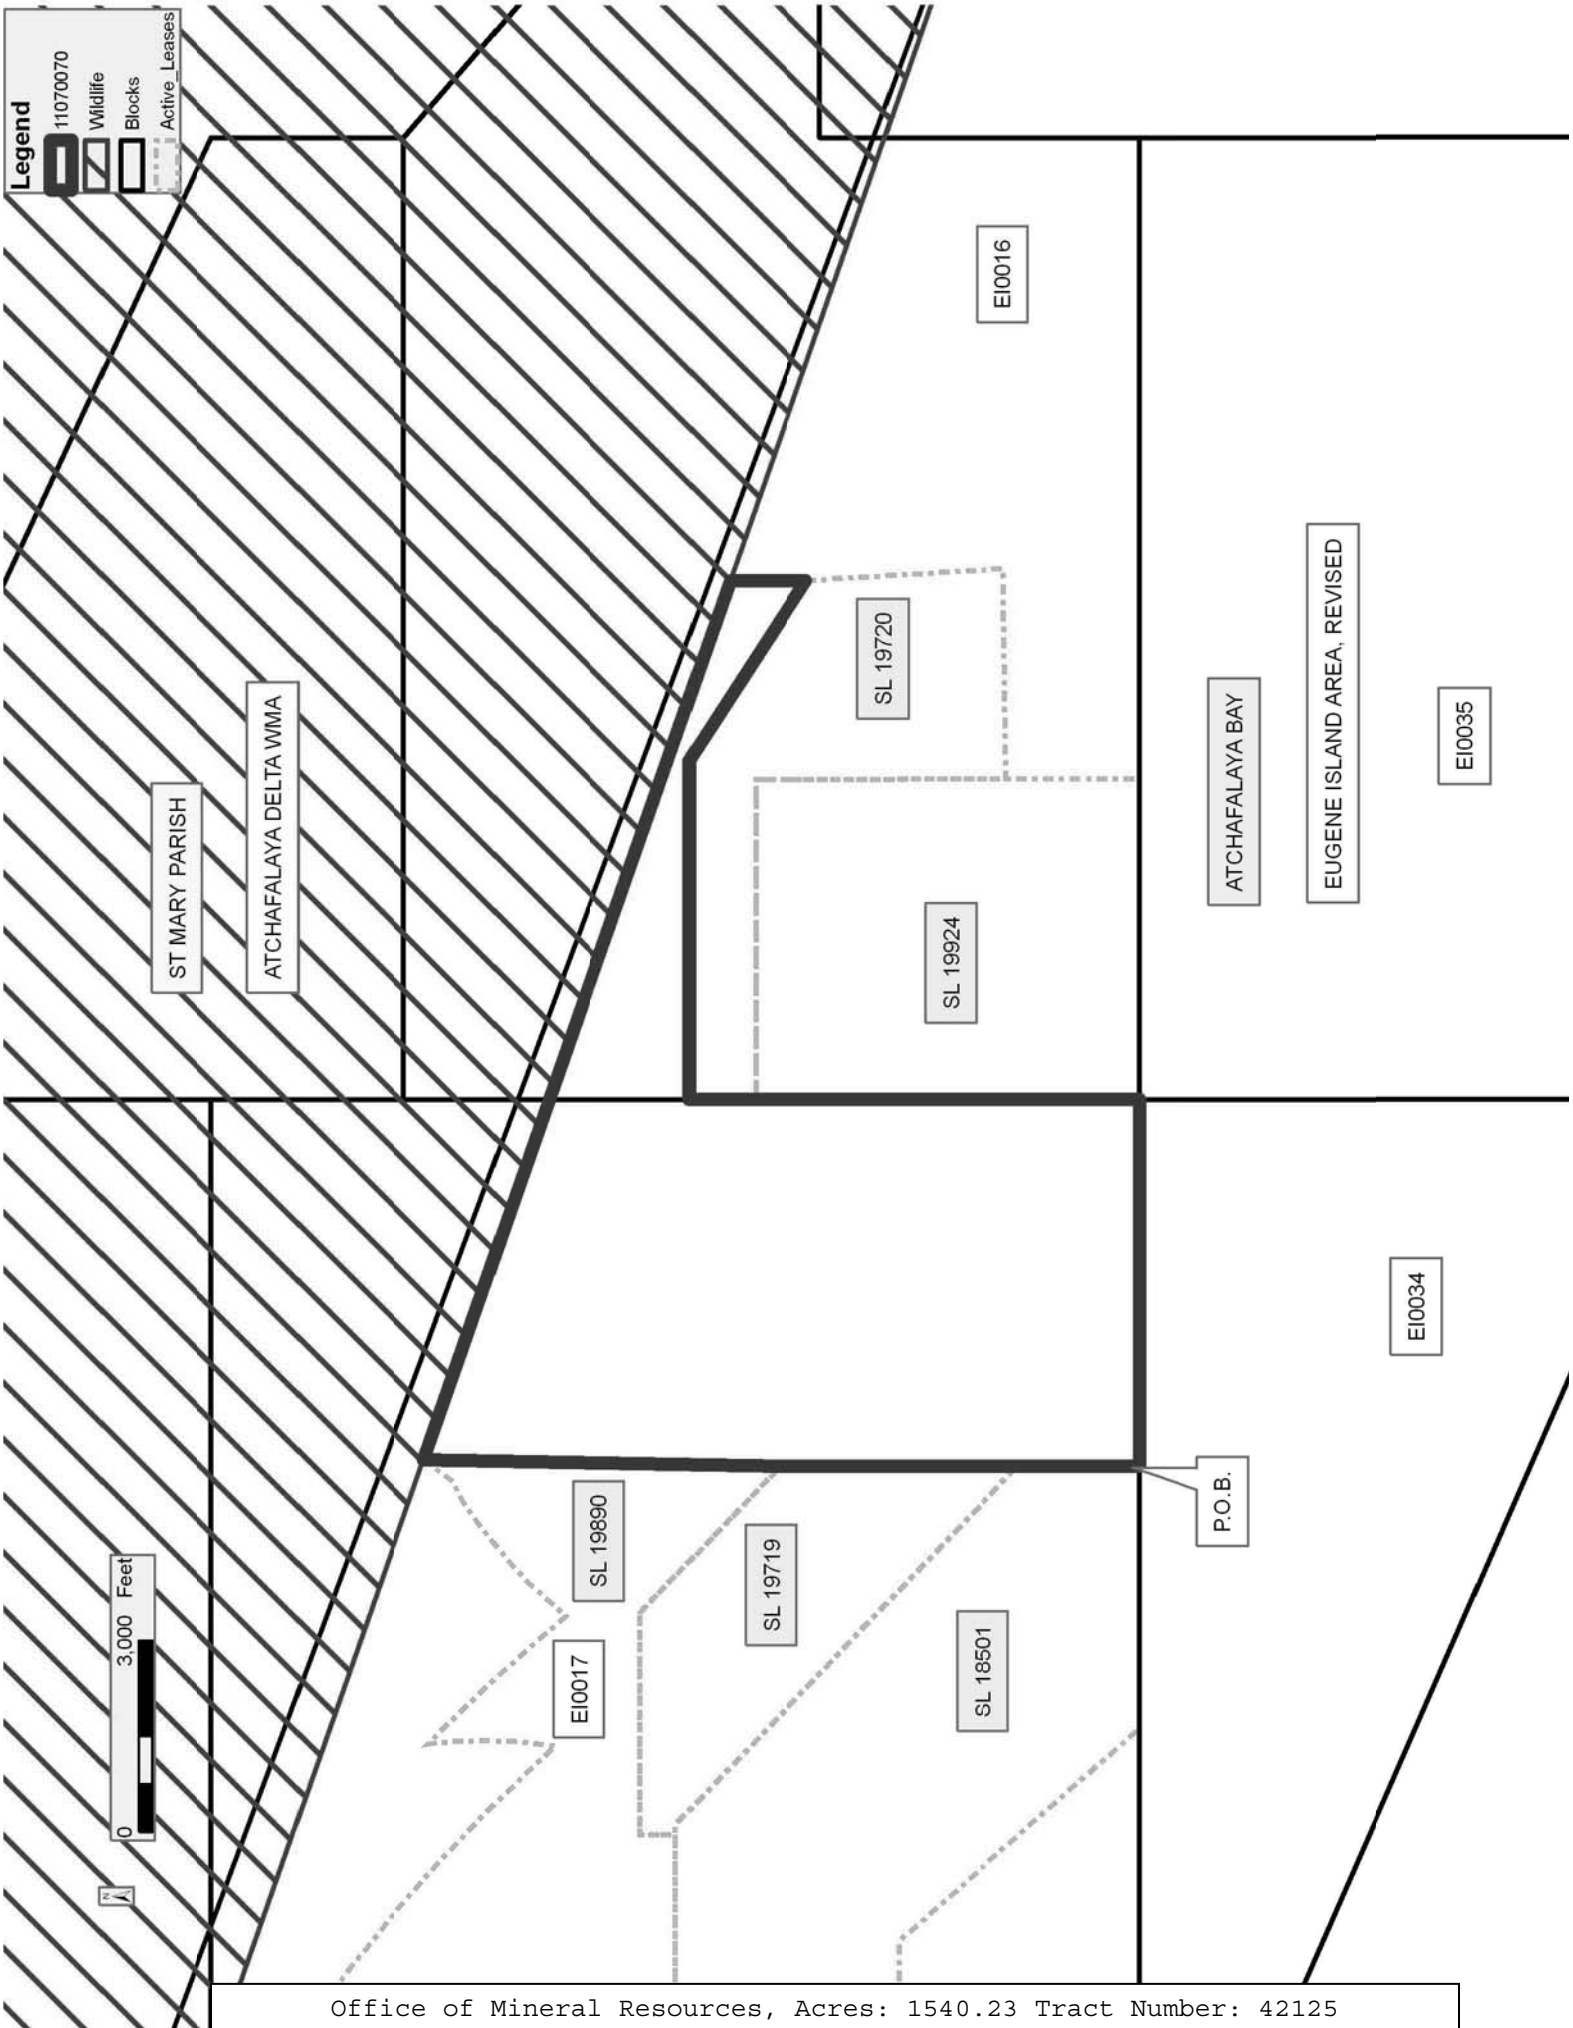 Legend
11070070
Wildlife
Blocks
Active_Leases
0 3,000 Feet
N
ST MARY PARISH
ATCHAFALAYA DELTA WMA
SL 19890
EI0017
SL 19719
SL 18501
SL 19720
SL 19924
EI0016
P.O.B.
ATCHAFALAYA BAY
EUGENE ISLAND AREA, REVISED
EI0034
EI0035
Office of Mineral Resources, Acres: 1540.23 Tract Number: 42125